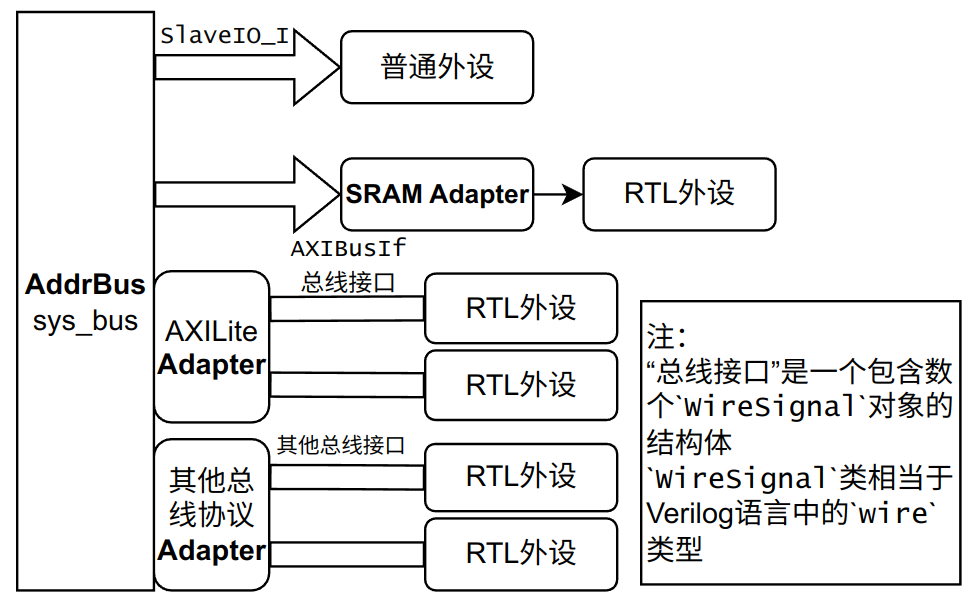 SlaveIO_I
普通外设
SRAM Adapter
RTL外设
AddrBus
sys_bus
AXIBusIf
总线接口
AXILite
Adapter
RTL外设
RTL外设
其他总线接口
其他总
线协议
Adapter
RTL外设
RTL外设
注：
“总线接口”是一个包含数
个`WireSignal`对象的
结构体
`WireSignal`类相当于
Verilog语言中的`wire`
类型